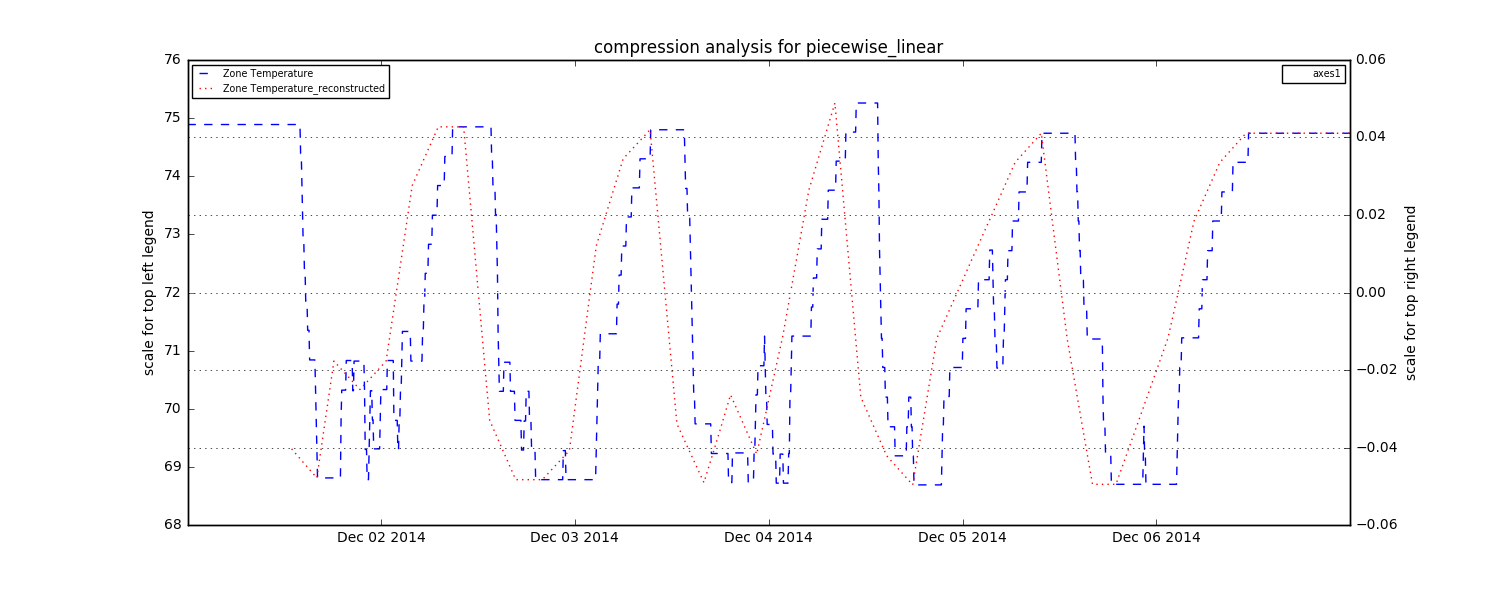 compression analysis for piecewise_linear
76
75
74
73
72
71
70
69
68
scale for top left legend
Zone Temperature
Zone Temperature_reconstructed
axes1
0.06
0.04
0.02
0.00
−0.02
−0.04
−0.06
scale for top right legend
Dec 02 2014
Dec 03 2014
Dec 04 2014
Dec 05 2014
Dec 06 2014